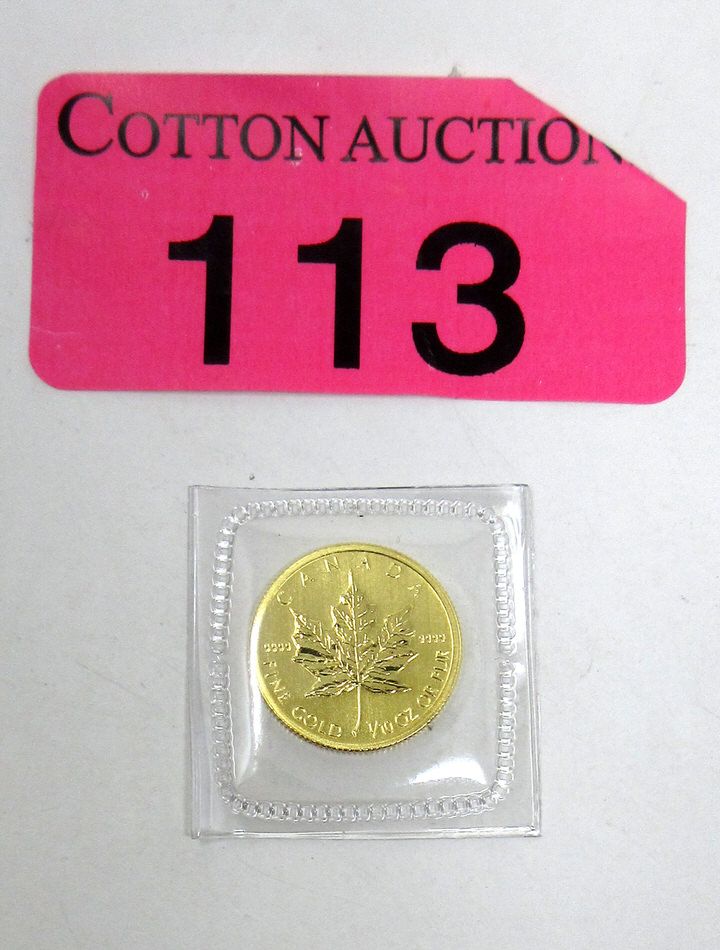 COTTON AUCTION
113
CANADA
9999 9999
FINE GOLD 1/10 OZ OR PUR